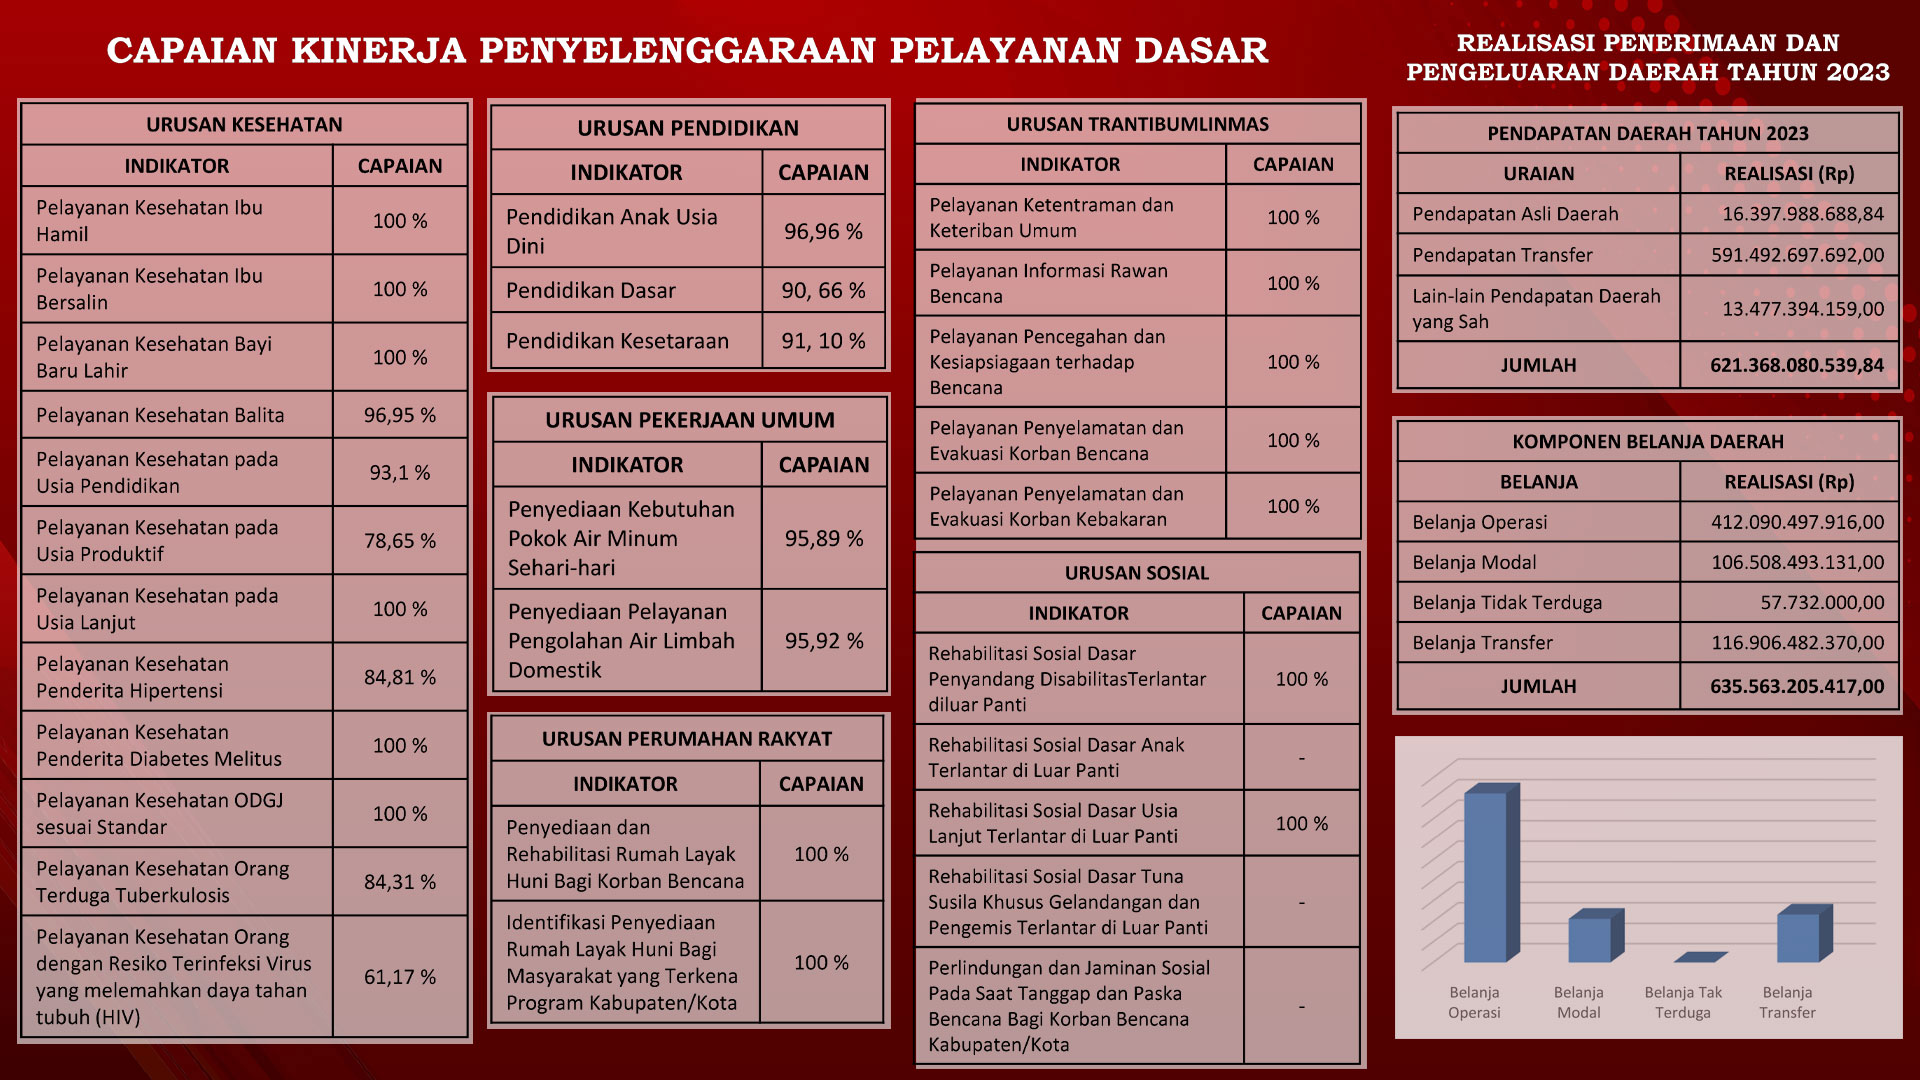 CAPAIAN KINERJA PENYELENGGARAAN PELAYANAN DASAR
URUSAN KESEHATAN
INDIKATOR CAPAIAN
Pelayanan Kesehatan Ibu
Hamil
100 %
Pelayanan Kesehatan Ibu
Bersalin
100 %
Pelayanan Kesehatan Bayi
Baru Lahir
100 %
Pelayanan Kesehatan Balita 96,95 %
Pelayanan Kesehatan pada
Usia Pendidikan
93,1 %
Pelayanan Kesehatan pada
Usia Produktif
78,65 %
Pelayanan Kesehatan pada
Usia Lanjut
100 %
Pelayanan Kesehatan
Penderita Hipertensi
84,81 %
Pelayanan Kesehatan
Penderita Diabetes Melitus
100 %
Pelayanan Kesehatan ODGJ
sesuai Standar
100 %
Pelayanan Kesehatan Orang
Terduga Tuberkulosis
84,31 %
Pelayanan Kesehatan Orang
dengan Resiko Terinfeksi Virus
yang melemahkan daya tahan
tubuh (HIV)
61,17 %
URUSAN PENDIDIKAN
INDIKATOR CAPAIAN
Pendidikan Anak Usia
Dini
96,96 %
Pendidikan Dasar 90, 66 %
Pendidikan Kesetaraan 91, 10 %
URUSAN PEKERJAAN UMUM
INDIKATOR CAPAIAN
Penyediaan Kebutuhan
Pokok Air Minum
Sehari-hari
95,89 %
Penyediaan Pelayanan
Pengolahan Air Limbah
Domestik
95,92 %
URUSAN PERUMAHAN RAKYAT
INDIKATOR CAPAIAN
Penyediaan dan
Rehabilitasi Rumah Layak
Huni Bagi Korban Bencana
100 %
Identifikasi Penyediaan
Rumah Layak Huni Bagi
Masyarakat yang Terkena
Program Kabupaten/Kota
100 %
URUSAN TRANTIBUMLINMAS
INDIKATOR CAPAIAN
Pelayanan Ketentraman dan
Keteriban Umum
100 %
Pelayanan Informasi Rawan
Bencana
100 %
Pelayanan Pencegahan dan
Kesiapsiagaan terhadap
Bencana
100 %
Pelayanan Penyelamatan dan
Evakuasi Korban Bencana
100 %
Pelayanan Penyelamatan dan
Evakuasi Korban Kebakaran
100 %
URUSAN SOSIAL
INDIKATOR CAPAIAN
Rehabilitasi Sosial Dasar
Penyandang DisabilitasTerlantar
diluar Panti
100 %
Rehabilitasi Sosial Dasar Anak
Terlantar di Luar Panti
-
Rehabilitasi Sosial Dasar Usia
Lanjut Terlantar di Luar Panti
100 %
Rehabilitasi Sosial Dasar Tuna
Susila Khusus Gelandangan dan
Pengemis Terlantar di Luar Panti
-
Perlindungan dan Jaminan Sosial
Pada Saat Tanggap dan Paska
Bencana Bagi Korban Bencana
Kabupaten/Kota
-
REALISASI PENERIMAAN DAN
PENGELUARAN DAERAH TAHUN 2023
PENDAPATAN DAERAH TAHUN 2023
URAIAN REALISASI (Rp)
Pendapatan Asli Daerah 16.397.988.688,84
Pendapatan Transfer 591.492.697.692,00
Lain-lain Pendapatan Daerah
yang Sah
13.477.394.159,00
JUMLAH 621.368.080.539,84
KOMPONEN BELANJA DAERAH
BELANJA REALISASI (Rp)
Belanja Operasi 412.090.497.916,00
Belanja Modal 106.508.493.131,00
Belanja Tidak Terduga 57.732.000,00
Belanja Transfer 116.906.482.370,00
JUMLAH 635.563.205.417,00
Belanja
Operasi
Belanja
Modal
Belanja Tak
Terduga
Belanja
Transfer